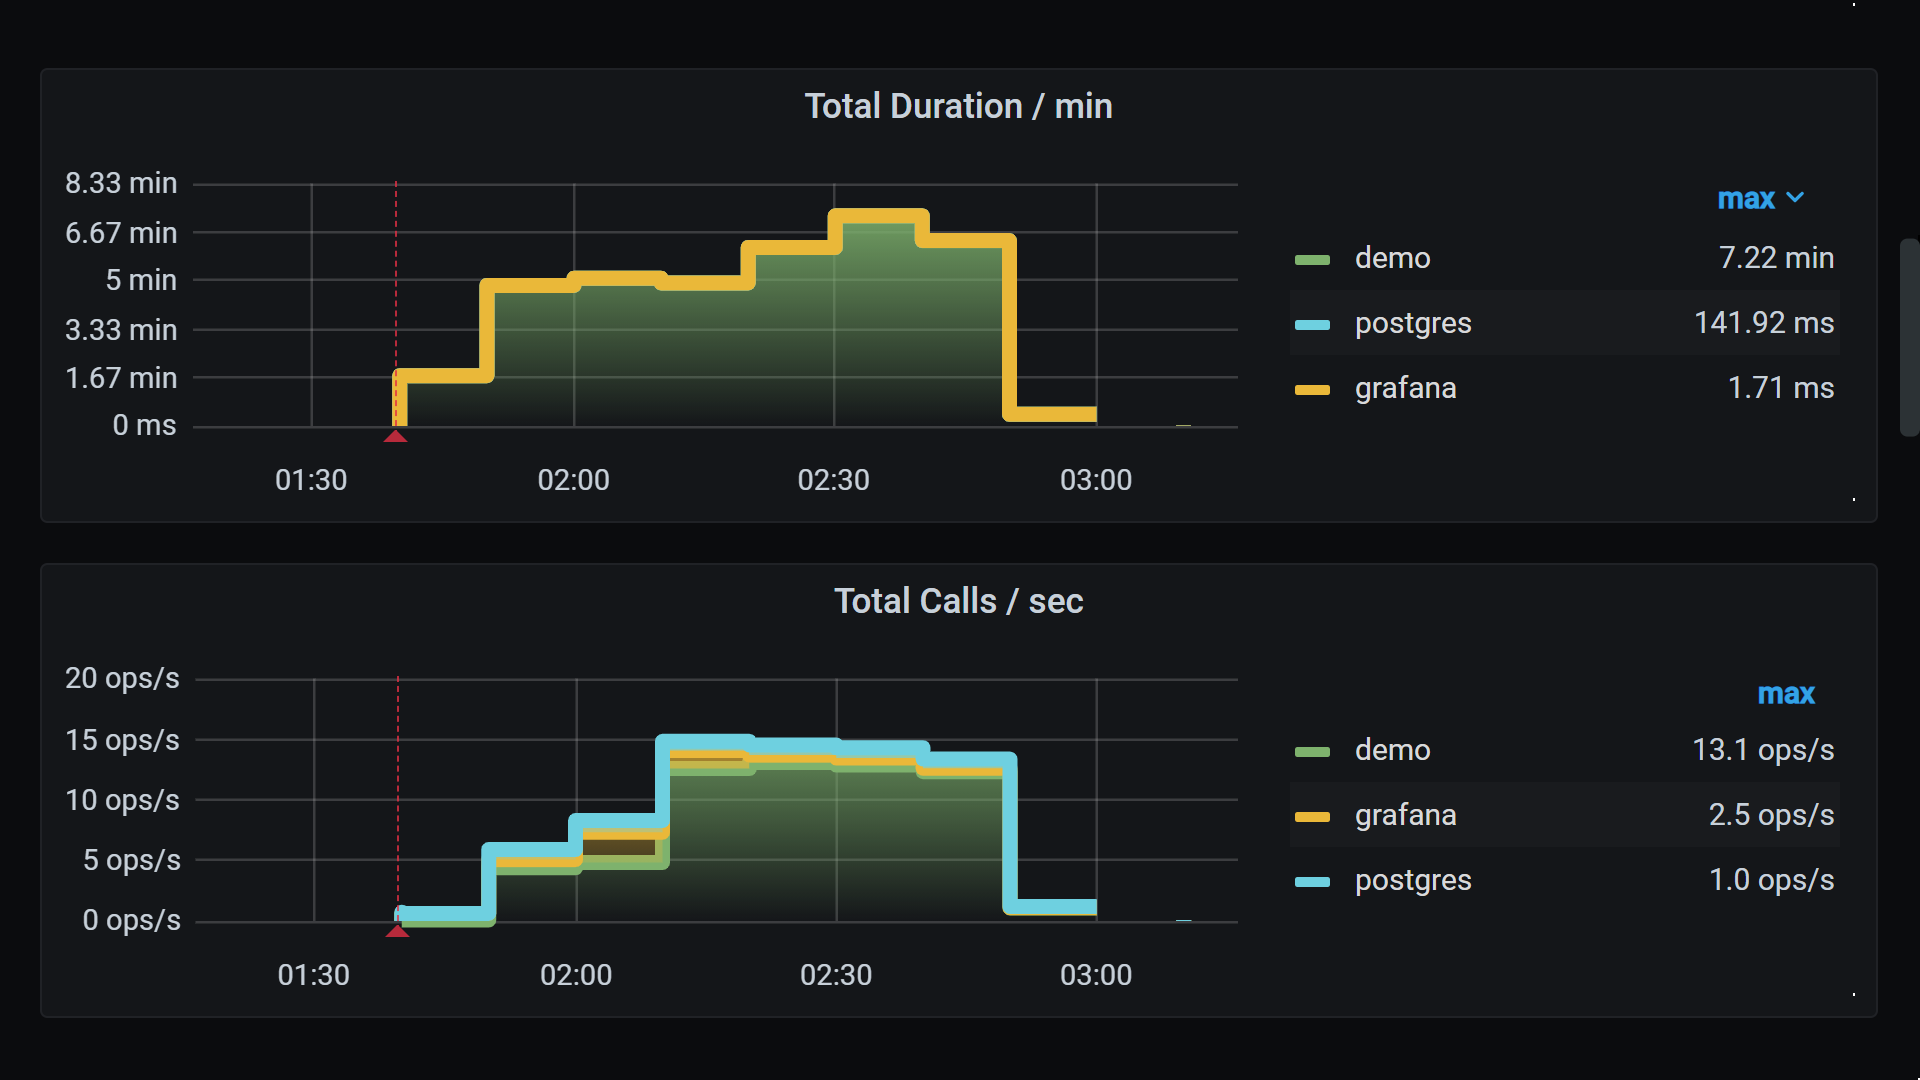 Total Duration / min
8.33 min
6.67 min
5 min
3.33 min
1.67 min
0 ms
01:30 02:00 02:30 03:00
max
demo 7.22 min
postgres 141.92 ms
grafana 1.71 ms
Total Calls / sec
20 ops/s
15 ops/s
10 ops/s
5 ops/s
0 ops/s
01:30 02:00 02:30 03:00
max
demo 13.1 ops/s
grafana 2.5 ops/s
postgres 1.0 ops/s